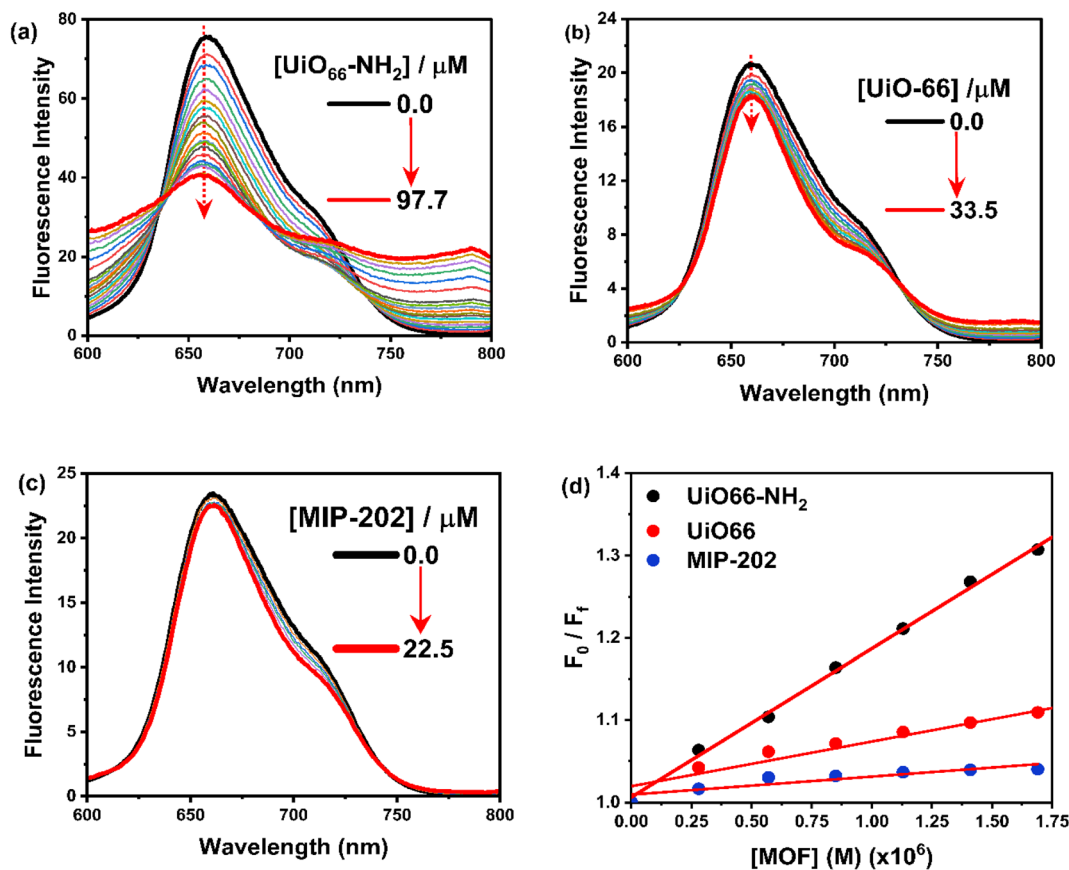 (a)
[UiO₆₆-NH₂] / μM
0.0
97.7
Fluorescence Intensity
80
60
40
20
0
600 650 700 750 800
Wavelength (nm)
(b)
[UiO-66] /μM
0.0
33.5
Fluorescence Intensity
24
20
16
12
8
4
0
600 650 700 750 800
Wavelength (nm)
(c)
[MIP-202] / μM
0.0
22.5
Fluorescence Intensity
25
20
15
10
5
0
600 650 700 750 800
Wavelength (nm)
(d)
UiO66-NH₂
UiO66
MIP-202
F₀ / F_f
1.4
1.3
1.2
1.1
1.0
0.00 0.25 0.50 0.75 1.00 1.25 1.50 1.75
[MOF] (M) (x10⁶)